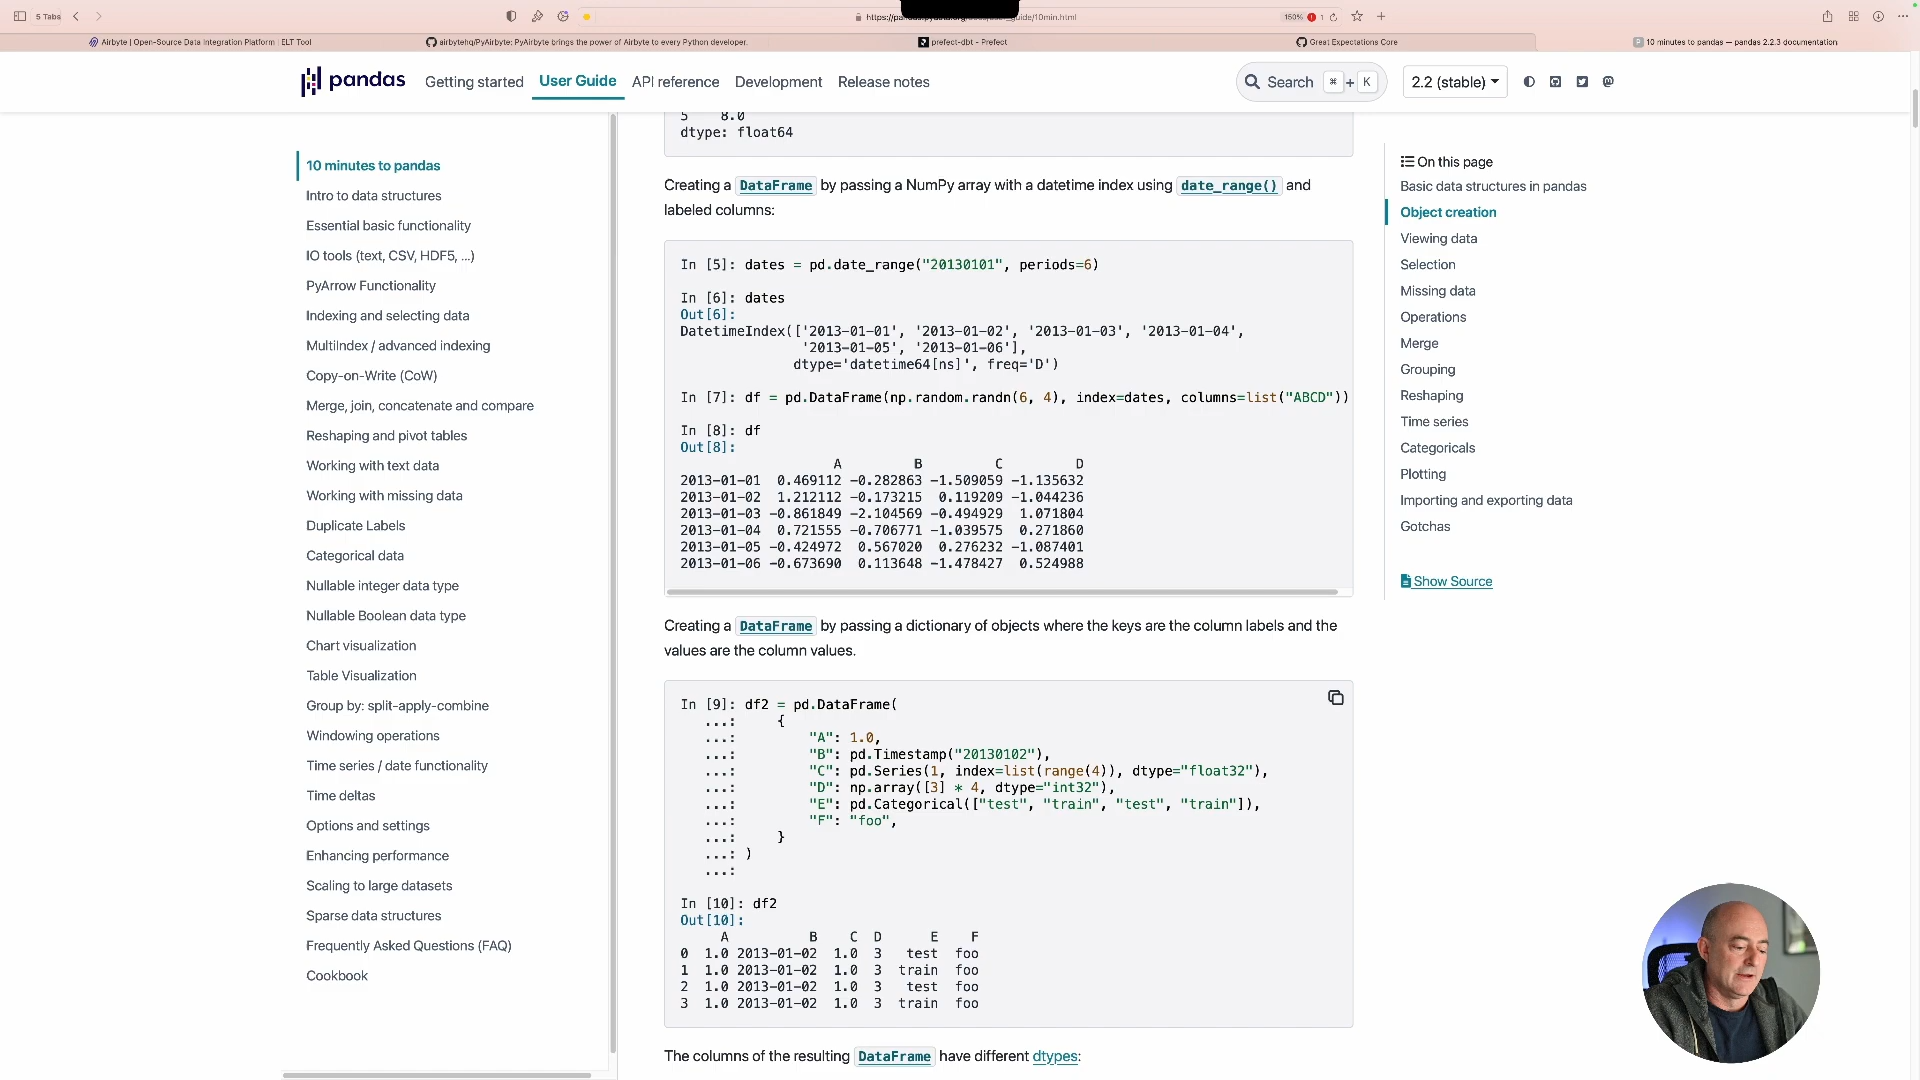 5 Tabs
https://pa
guide/10min.html
150%
1
Airbyte | Open-Source Data Integration Platform | ELT Tool
airbytehq/PyAirbyte: PyAirbyte brings the power of Airbyte to every Python developer.
prefect-dbt - Prefect
Great Expectations Core
10 minutes to pandas — pandas 2.2.3 documentation
pandas
Getting started
User Guide
API reference
Development
Release notes
Search ⌘ + K
2.2 (stable)
10 minutes to pandas
Intro to data structures
Essential basic functionality
IO tools (text, CSV, HDF5, …)
PyArrow Functionality
Indexing and selecting data
MultiIndex / advanced indexing
Copy-on-Write (CoW)
Merge, join, concatenate and compare
Reshaping and pivot tables
Working with text data
Working with missing data
Duplicate Labels
Categorical data
Nullable integer data type
Nullable Boolean data type
Chart visualization
Table Visualization
Group by: split-apply-combine
Windowing operations
Time series / date functionality
Time deltas
Options and settings
Enhancing performance
Scaling to large datasets
Sparse data structures
Frequently Asked Questions (FAQ)
Cookbook
5    8.0
dtype: float64
Creating a DataFrame by passing a NumPy array with a datetime index using date_range() and
labeled columns:
In [5]: dates = pd.date_range("20130101", periods=6)
In [6]: dates
Out[6]:
DatetimeIndex(['2013-01-01', '2013-01-02', '2013-01-03', '2013-01-04',
               '2013-01-05', '2013-01-06'],
              dtype='datetime64[ns]', freq='D')
In [7]: df = pd.DataFrame(np.random.randn(6, 4), index=dates, columns=list("ABCD"))
In [8]: df
Out[8]:
                   A         B         C         D
2013-01-01  0.469112 -0.282863 -1.509059 -1.135632
2013-01-02  1.212112 -0.173215  0.119209 -1.044236
2013-01-03 -0.861849 -2.104569 -0.494929  1.071804
2013-01-04  0.721555 -0.706771 -1.039575  0.271860
2013-01-05 -0.424972  0.567020  0.276232 -1.087401
2013-01-06 -0.673690  0.113648 -1.478427  0.524988
Creating a DataFrame by passing a dictionary of objects where the keys are the column labels and the
values are the column values.
In [9]: df2 = pd.DataFrame(
   ...:     {
   ...:         "A": 1.0,
   ...:         "B": pd.Timestamp("20130102"),
   ...:         "C": pd.Series(1, index=list(range(4)), dtype="float32"),
   ...:         "D": np.array([3] * 4, dtype="int32"),
   ...:         "E": pd.Categorical(["test", "train", "test", "train"]),
   ...:         "F": "foo",
   ...:     }
   ...: )
   ...:
In [10]: df2
Out[10]:
     A          B    C  D      E    F
0  1.0 2013-01-02  1.0  3   test  foo
1  1.0 2013-01-02  1.0  3  train  foo
2  1.0 2013-01-02  1.0  3   test  foo
3  1.0 2013-01-02  1.0  3  train  foo
The columns of the resulting DataFrame have different dtypes:
On this page
Basic data structures in pandas
Object creation
Viewing data
Selection
Missing data
Operations
Merge
Grouping
Reshaping
Time series
Categoricals
Plotting
Importing and exporting data
Gotchas
Show Source